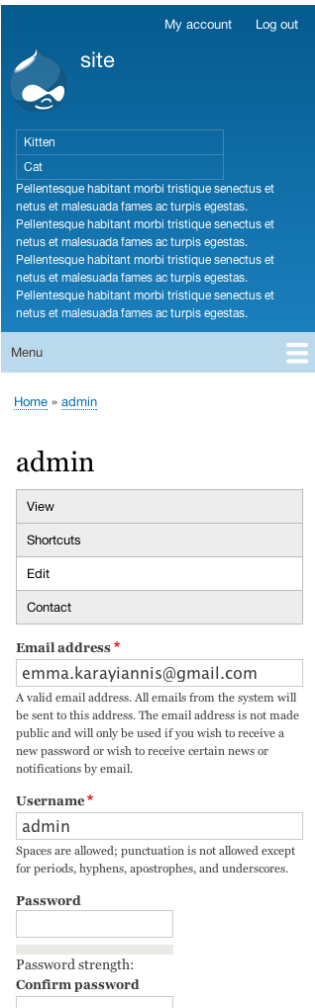 My account Log out
site
Kitten
Cat
Pellentesque habitant morbi tristique senectus et
netus et malesuada fames ac turpis egestas.
Pellentesque habitant morbi tristique senectus et
netus et malesuada fames ac turpis egestas.
Pellentesque habitant morbi tristique senectus et
netus et malesuada fames ac turpis egestas.
Pellentesque habitant morbi tristique senectus et
netus et malesuada fames ac turpis egestas.
Menu
Home » admin
admin
View
Shortcuts
Edit
Contact
Email address *
emma.karayiannis@gmail.com
A valid email address. All emails from the system will
be sent to this address. The email address is not made
public and will only be used if you wish to receive a
new password or wish to receive certain news or
notifications by email.
Username *
admin
Spaces are allowed; punctuation is not allowed except
for periods, hyphens, apostrophes, and underscores.
Password
Password strength:
Confirm password